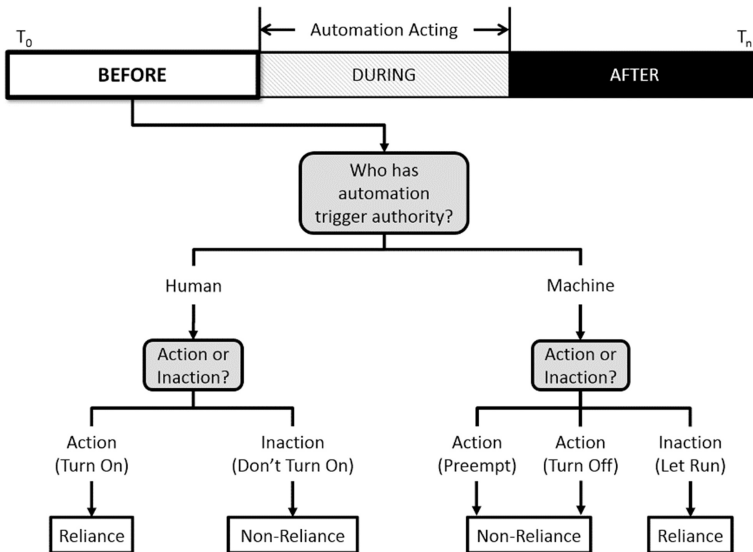 Automation Acting
T₀
Tₙ
BEFORE
DURING
AFTER
Who has
automation
trigger authority?
Human
Machine
Action or
Inaction?
Action or
Inaction?
Action
(Turn On)
Inaction
(Don't Turn On)
Action
(Preempt)
Action
(Turn Off)
Inaction
(Let Run)
Reliance
Non-Reliance
Non-Reliance
Reliance